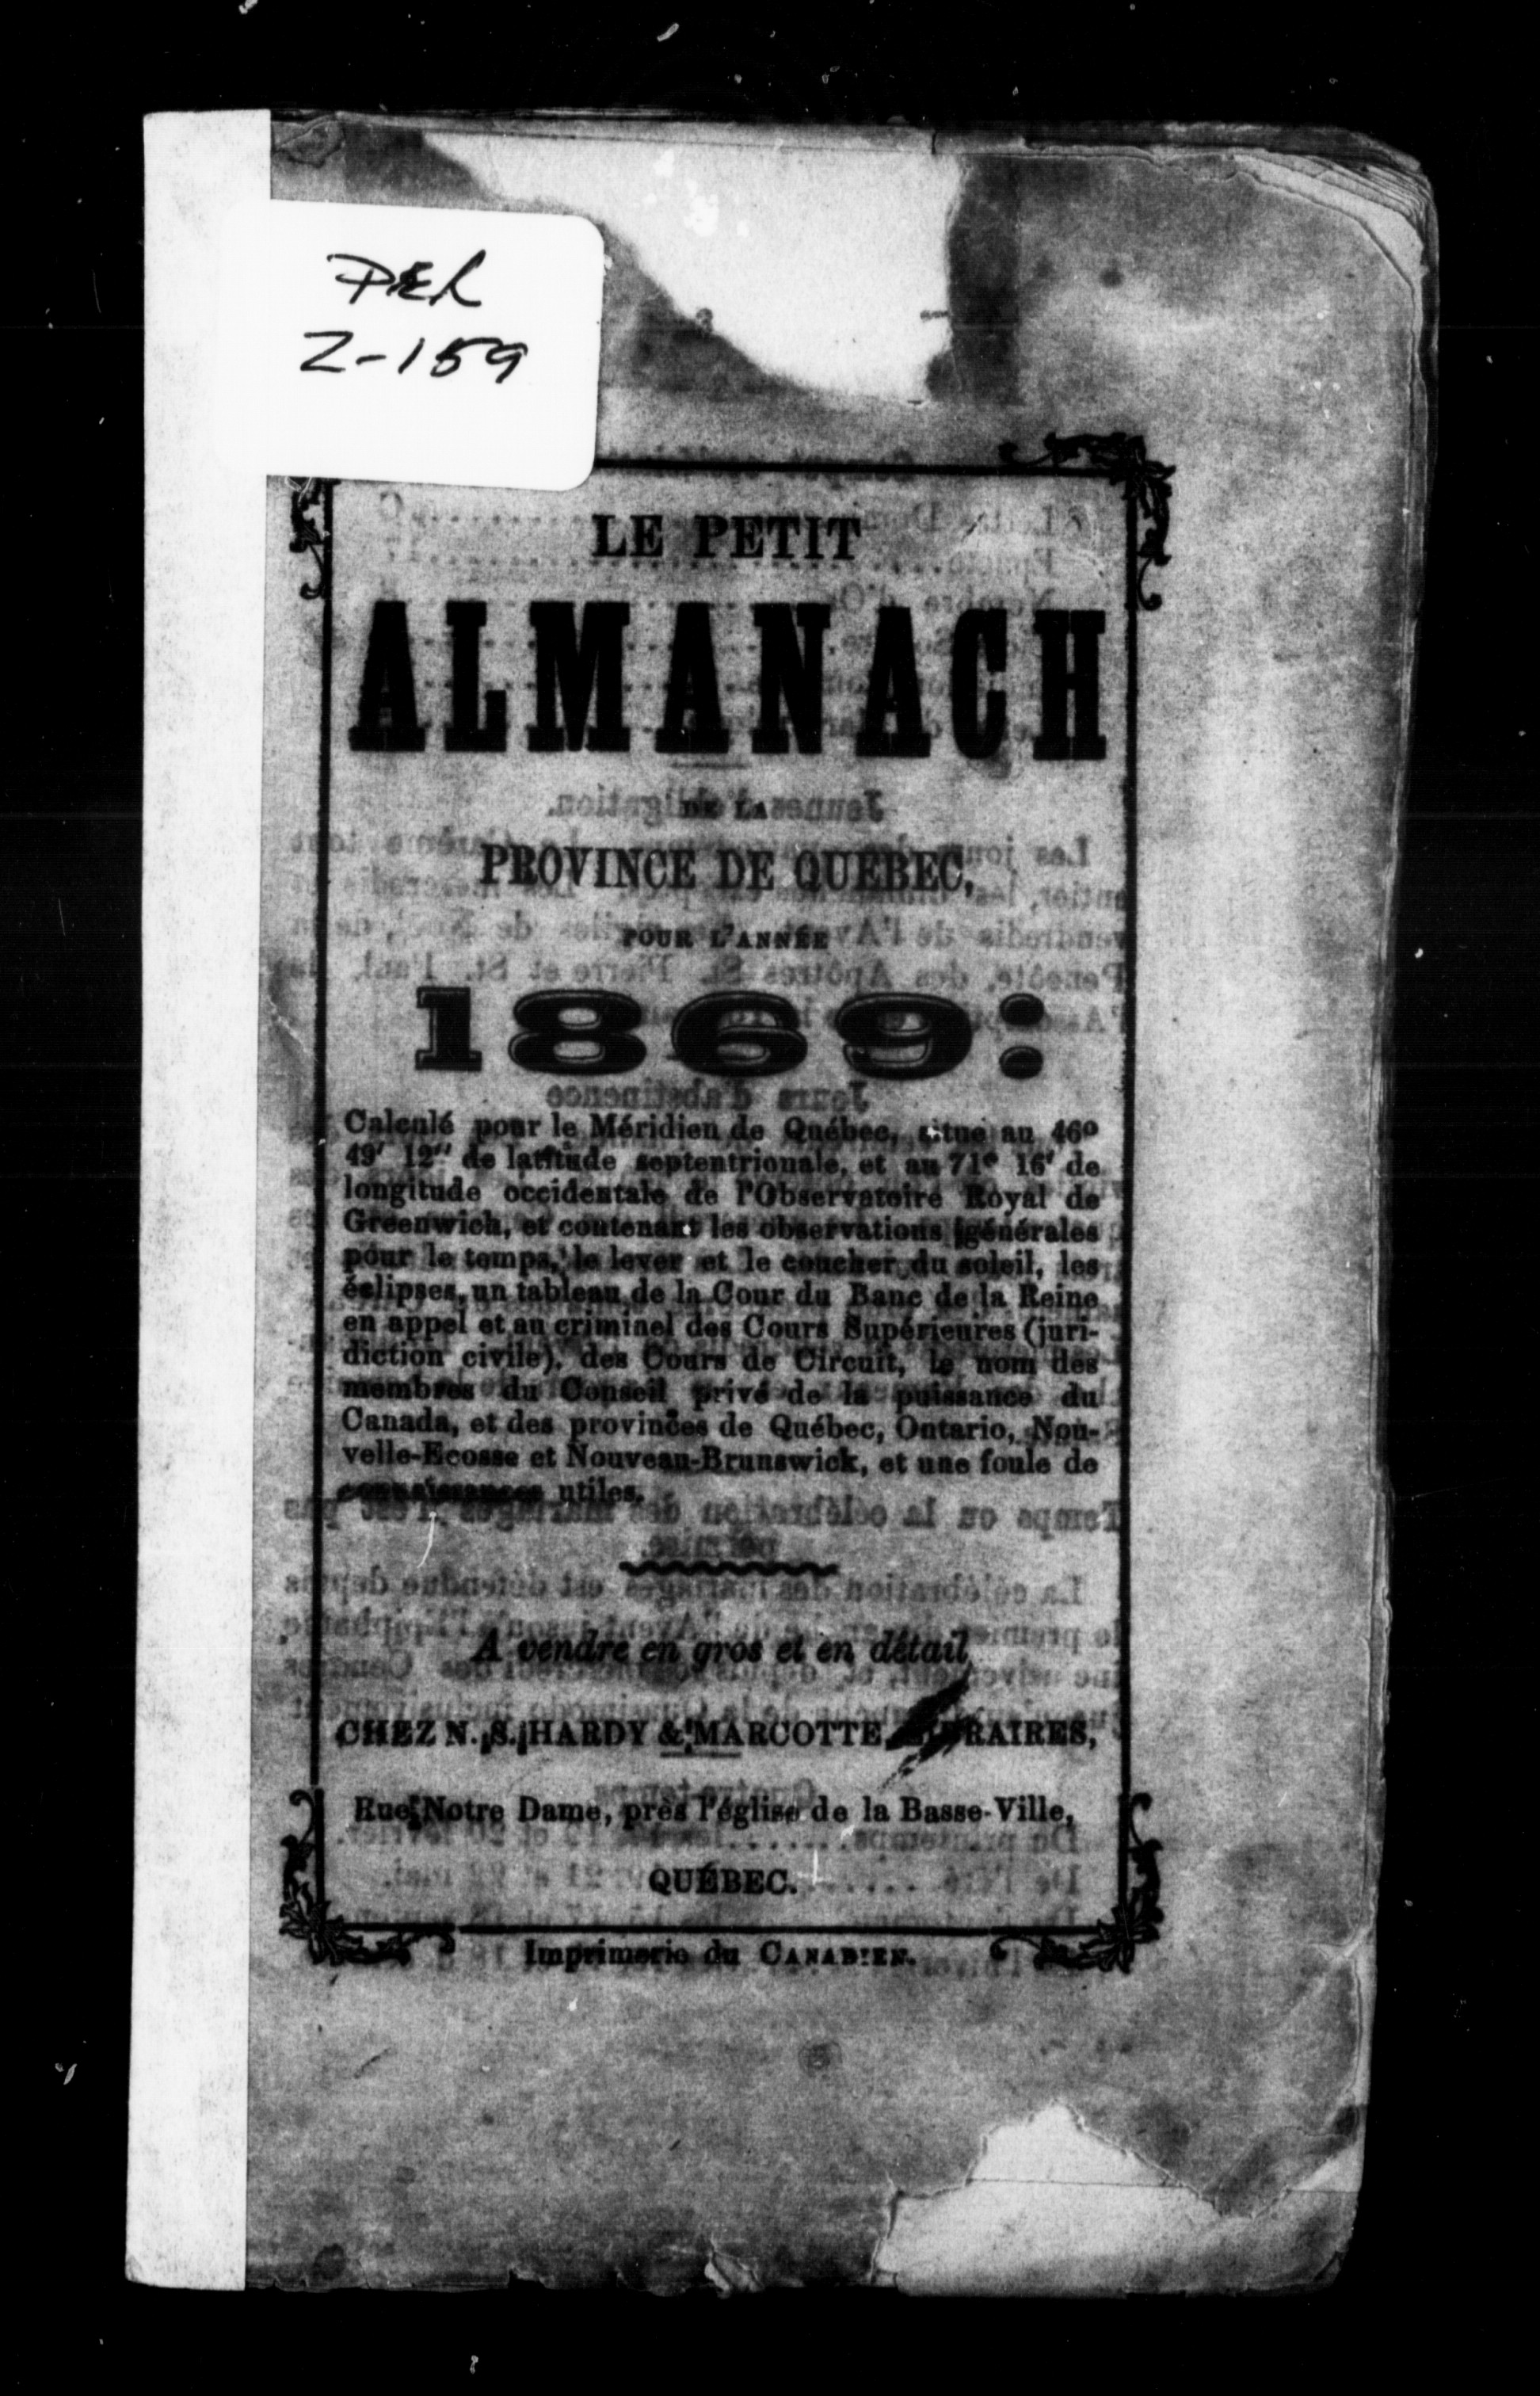 PER
Z-159
LE PETIT
ALMANACH
DE LA
PROVINCE DE QUEBEC,
POUR L'ANNÉE
1869:
Calculé pour le Méridien de Québec, situe au 46°
49' 12" de latitude septentrionale, et au 71° 16' de
longitude occidentale de l'Observatoire Royal de
Greenwich, et contenant les observations générales
pour le temps, le lever et le coucher du soleil, les
éclipses, un tableau de la Cour du Banc de la Reine
en appel et au criminel des Cours Supérieures (juri-
diction civile), des Cours de Circuit, le nom des
membres du Conseil privé de la puissance du
Canada, et des provinces de Québec, Ontario, Nou-
velle-Ecosse et Nouveau-Brunswick, et une foule de
connaissances utiles.
A vendre en gros et en détail
CHEZ N. S. HARDY & MARCOTTE, LIBRAIRES,
Rue Notre Dame, près l'église de la Basse-Ville,
QUÉBEC.
Imprimerie du CANADIEN.